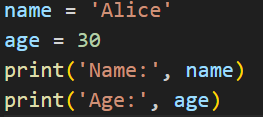 name = 'Alice'
age = 30
print('Name:', name)
print('Age:', age)